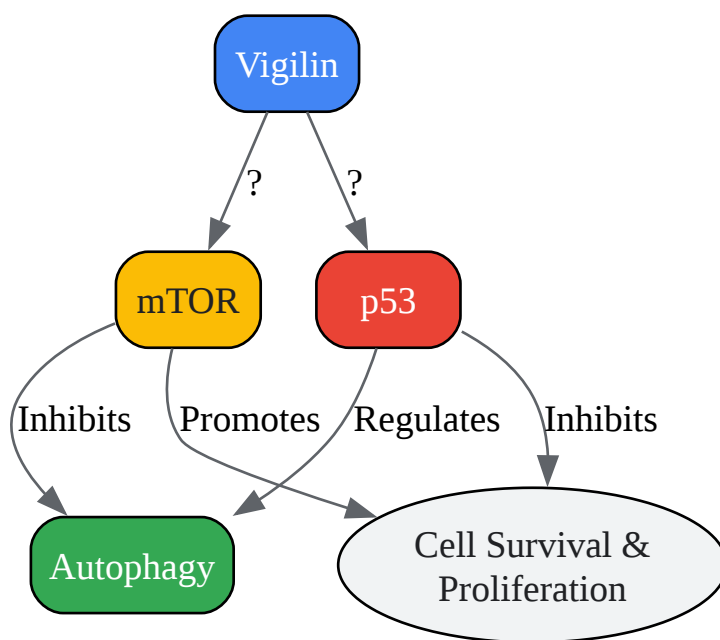 Vigilin
?
?
mTOR
p53
Inhibits
Promotes
Regulates
Inhibits
Autophagy
Cell Survival &
Proliferation